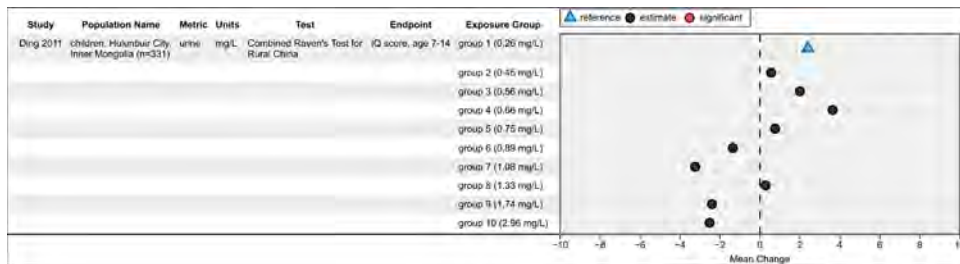 Study Population Name Metric Units Test Endpoint Exposure Group
reference estimate significant
Ding 2011 children, Hulunbuir City, urine mg/L Combined Raven's Test for IQ score, age 7-14 group 1 (0.26 mg/L)
Inner Mongolia (n=331) Rural China
group 2 (0.45 mg/L)
group 3 (0.56 mg/L)
group 4 (0.66 mg/L)
group 5 (0.75 mg/L)
group 6 (0.89 mg/L)
group 7 (1.08 mg/L)
group 8 (1.33 mg/L)
group 9 (1.74 mg/L)
group 10 (2.96 mg/L)
-10 -8 -6 -4 -2 0 2 4 6 8 10
Mean Change